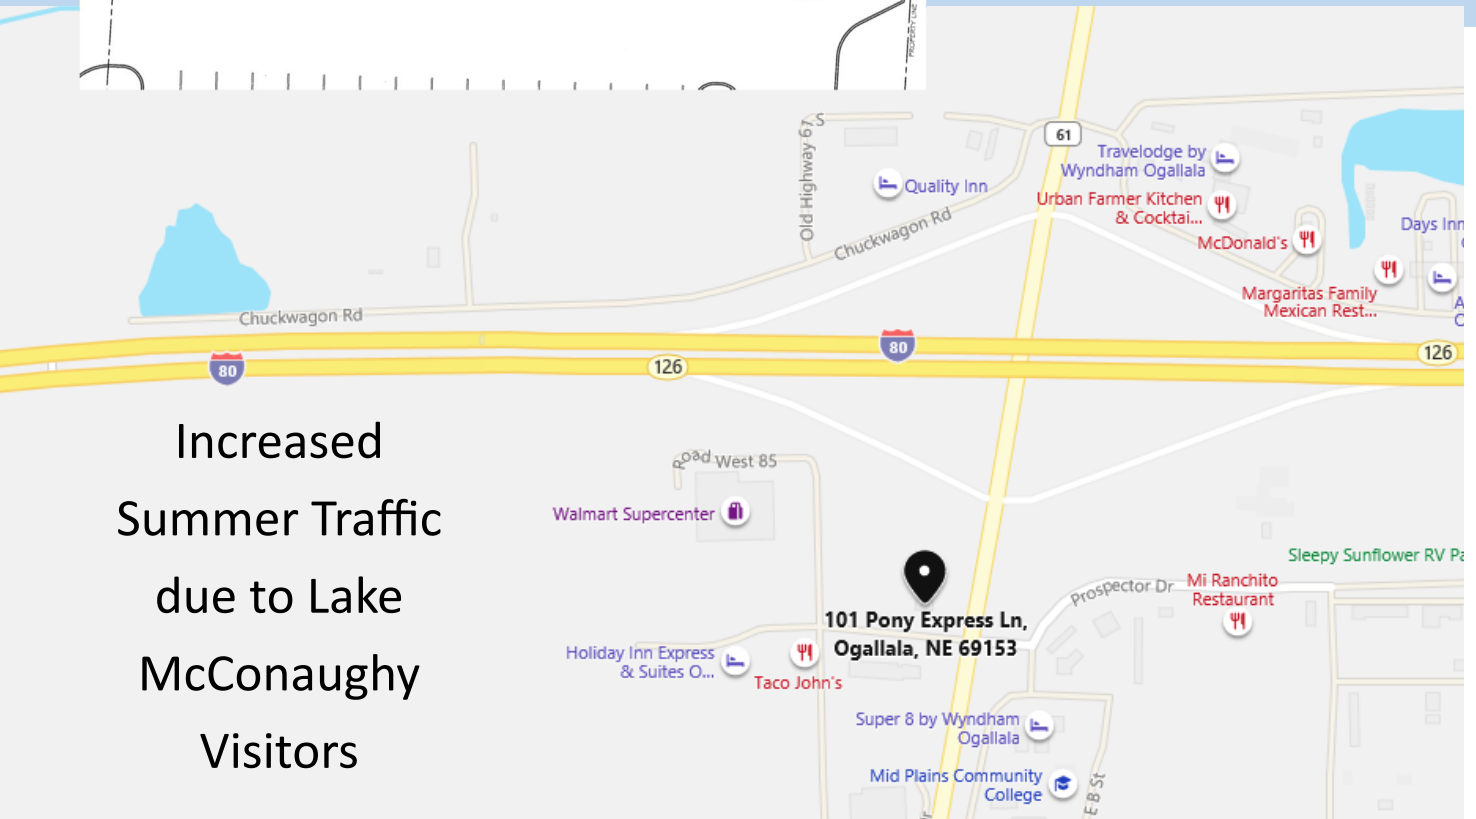 PROPERTY LINE
Old Highway 61 S
61
Travelodge by
Wyndham Ogallala
Quality Inn
Urban Farmer Kitchen
& Cocktai...
McDonald's
Days Inn
Chuckwagon Rd
Margaritas Family
Mexican Rest...
Chuckwagon Rd
80
126
80
126
Increased
Summer Traffic
due to Lake
McConaughy
Visitors
Road West 85
Walmart Supercenter
Sleepy Sunflower RV Pa
Prospector Dr
Mi Ranchito
Restaurant
101 Pony Express Ln,
Ogallala, NE 69153
Holiday Inn Express
& Suites O...
Taco John's
Super 8 by Wyndham
Ogallala
Mid Plains Community
College
E B St